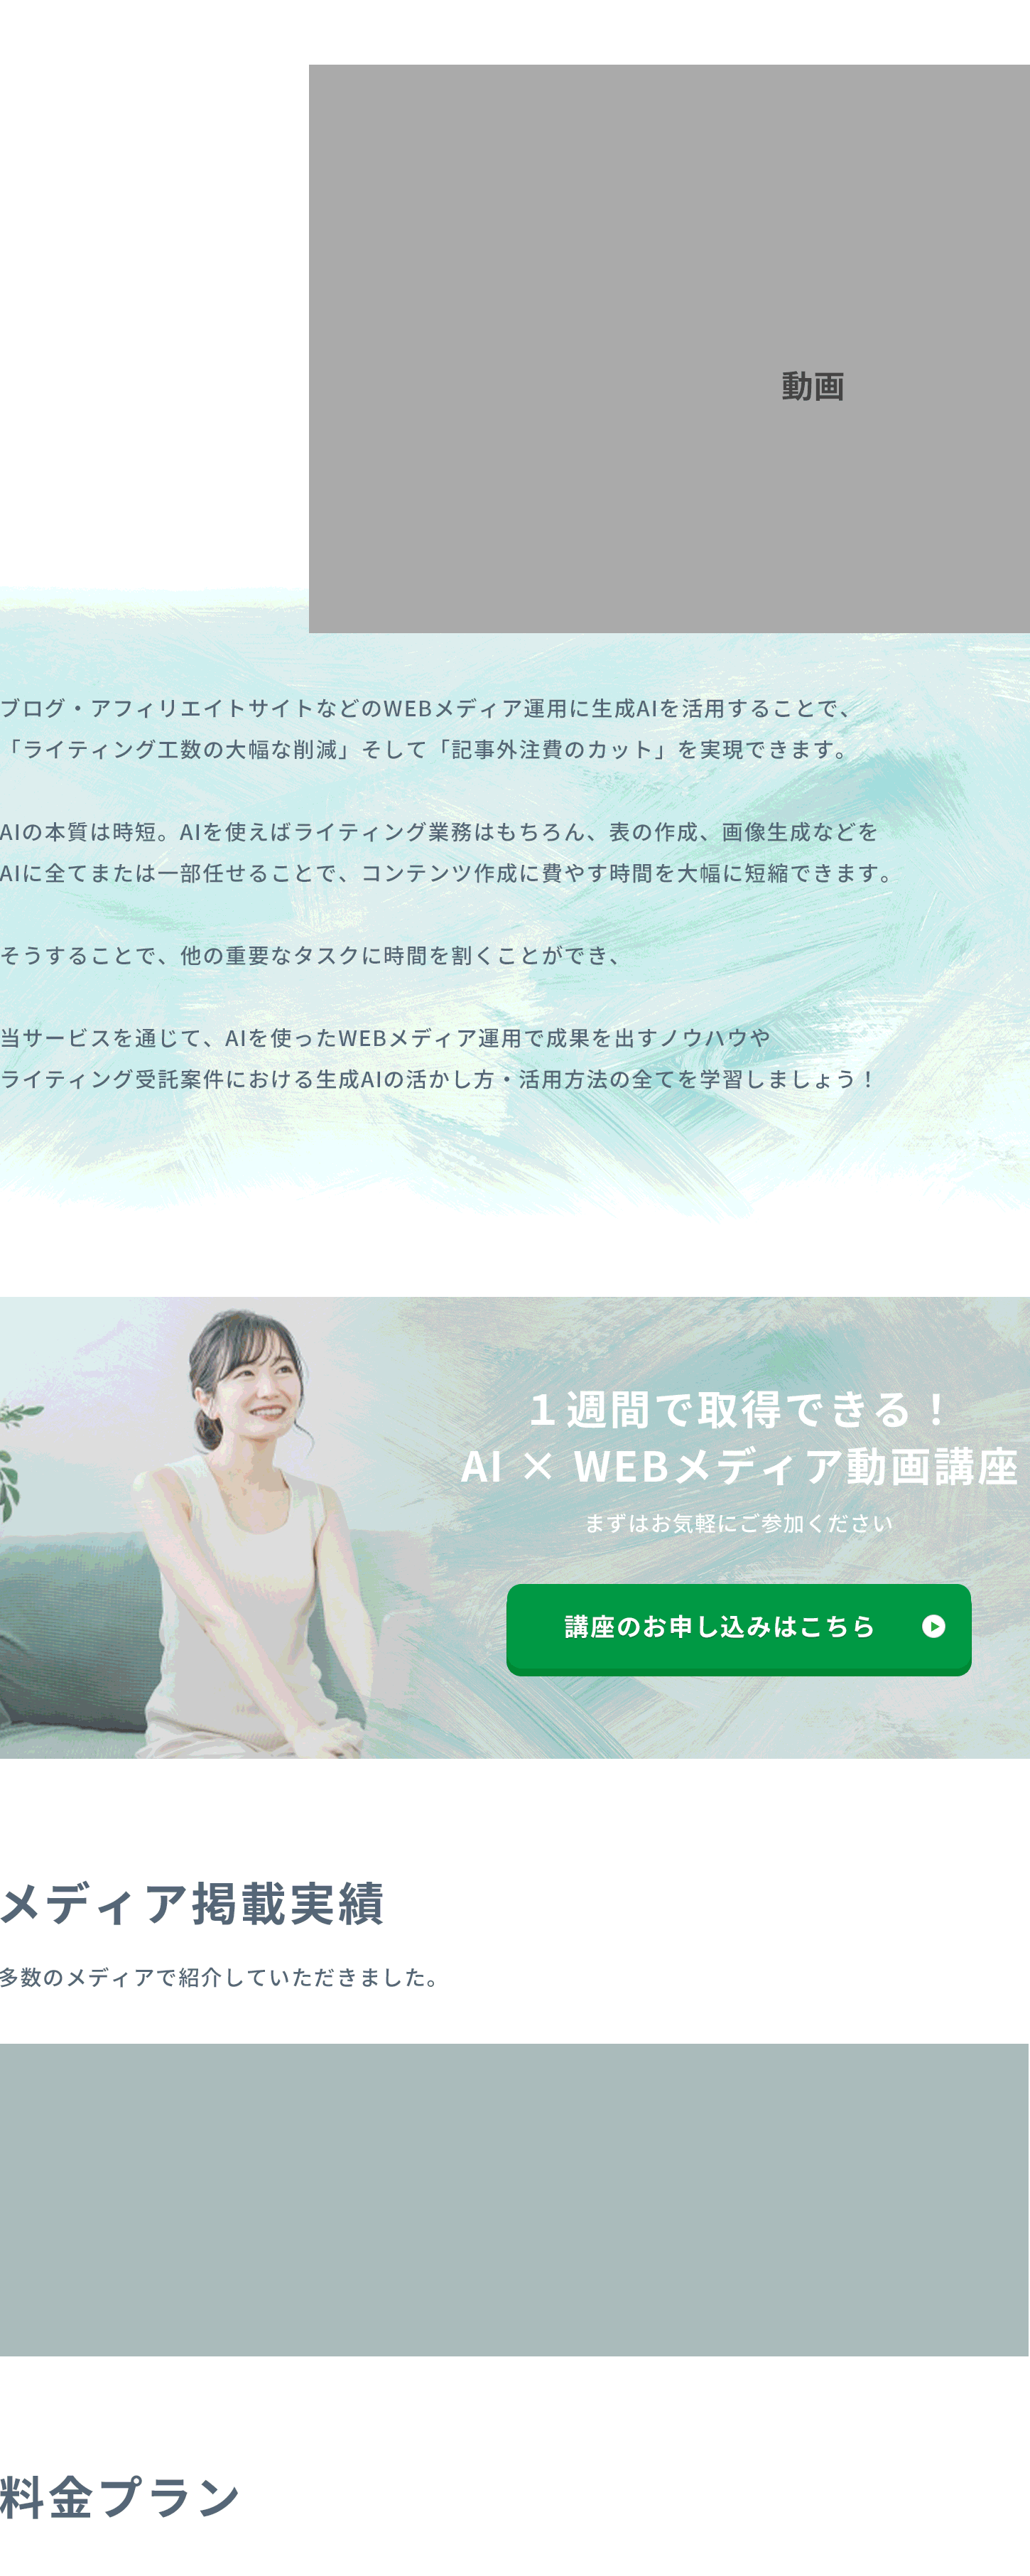 動画
ブログ・アフィリエイトサイトなどのWEBメディア運用に生成AIを活用することで、
「ライティング工数の大幅な削減」そして「記事外注費のカット」を実現できます。
AIの本質は時短。AIを使えばライティング業務はもちろん、表の作成、画像生成などを
AIに全てまたは一部任せることで、コンテンツ作成に費やす時間を大幅に短縮できます。
そうすることで、他の重要なタスクに時間を割くことができ、
当サービスを通じて、AIを使ったWEBメディア運用で成果を出すノウハウや
ライティング受託案件における生成AIの活かし方・活用方法の全てを学習しましょう！
１週間で取得できる！
AI × WEBメディア動画講座
まずはお気軽にご参加ください
講座のお申し込みはこちら
メディア掲載実績
多数のメディアで紹介していただきました。
料金プラン